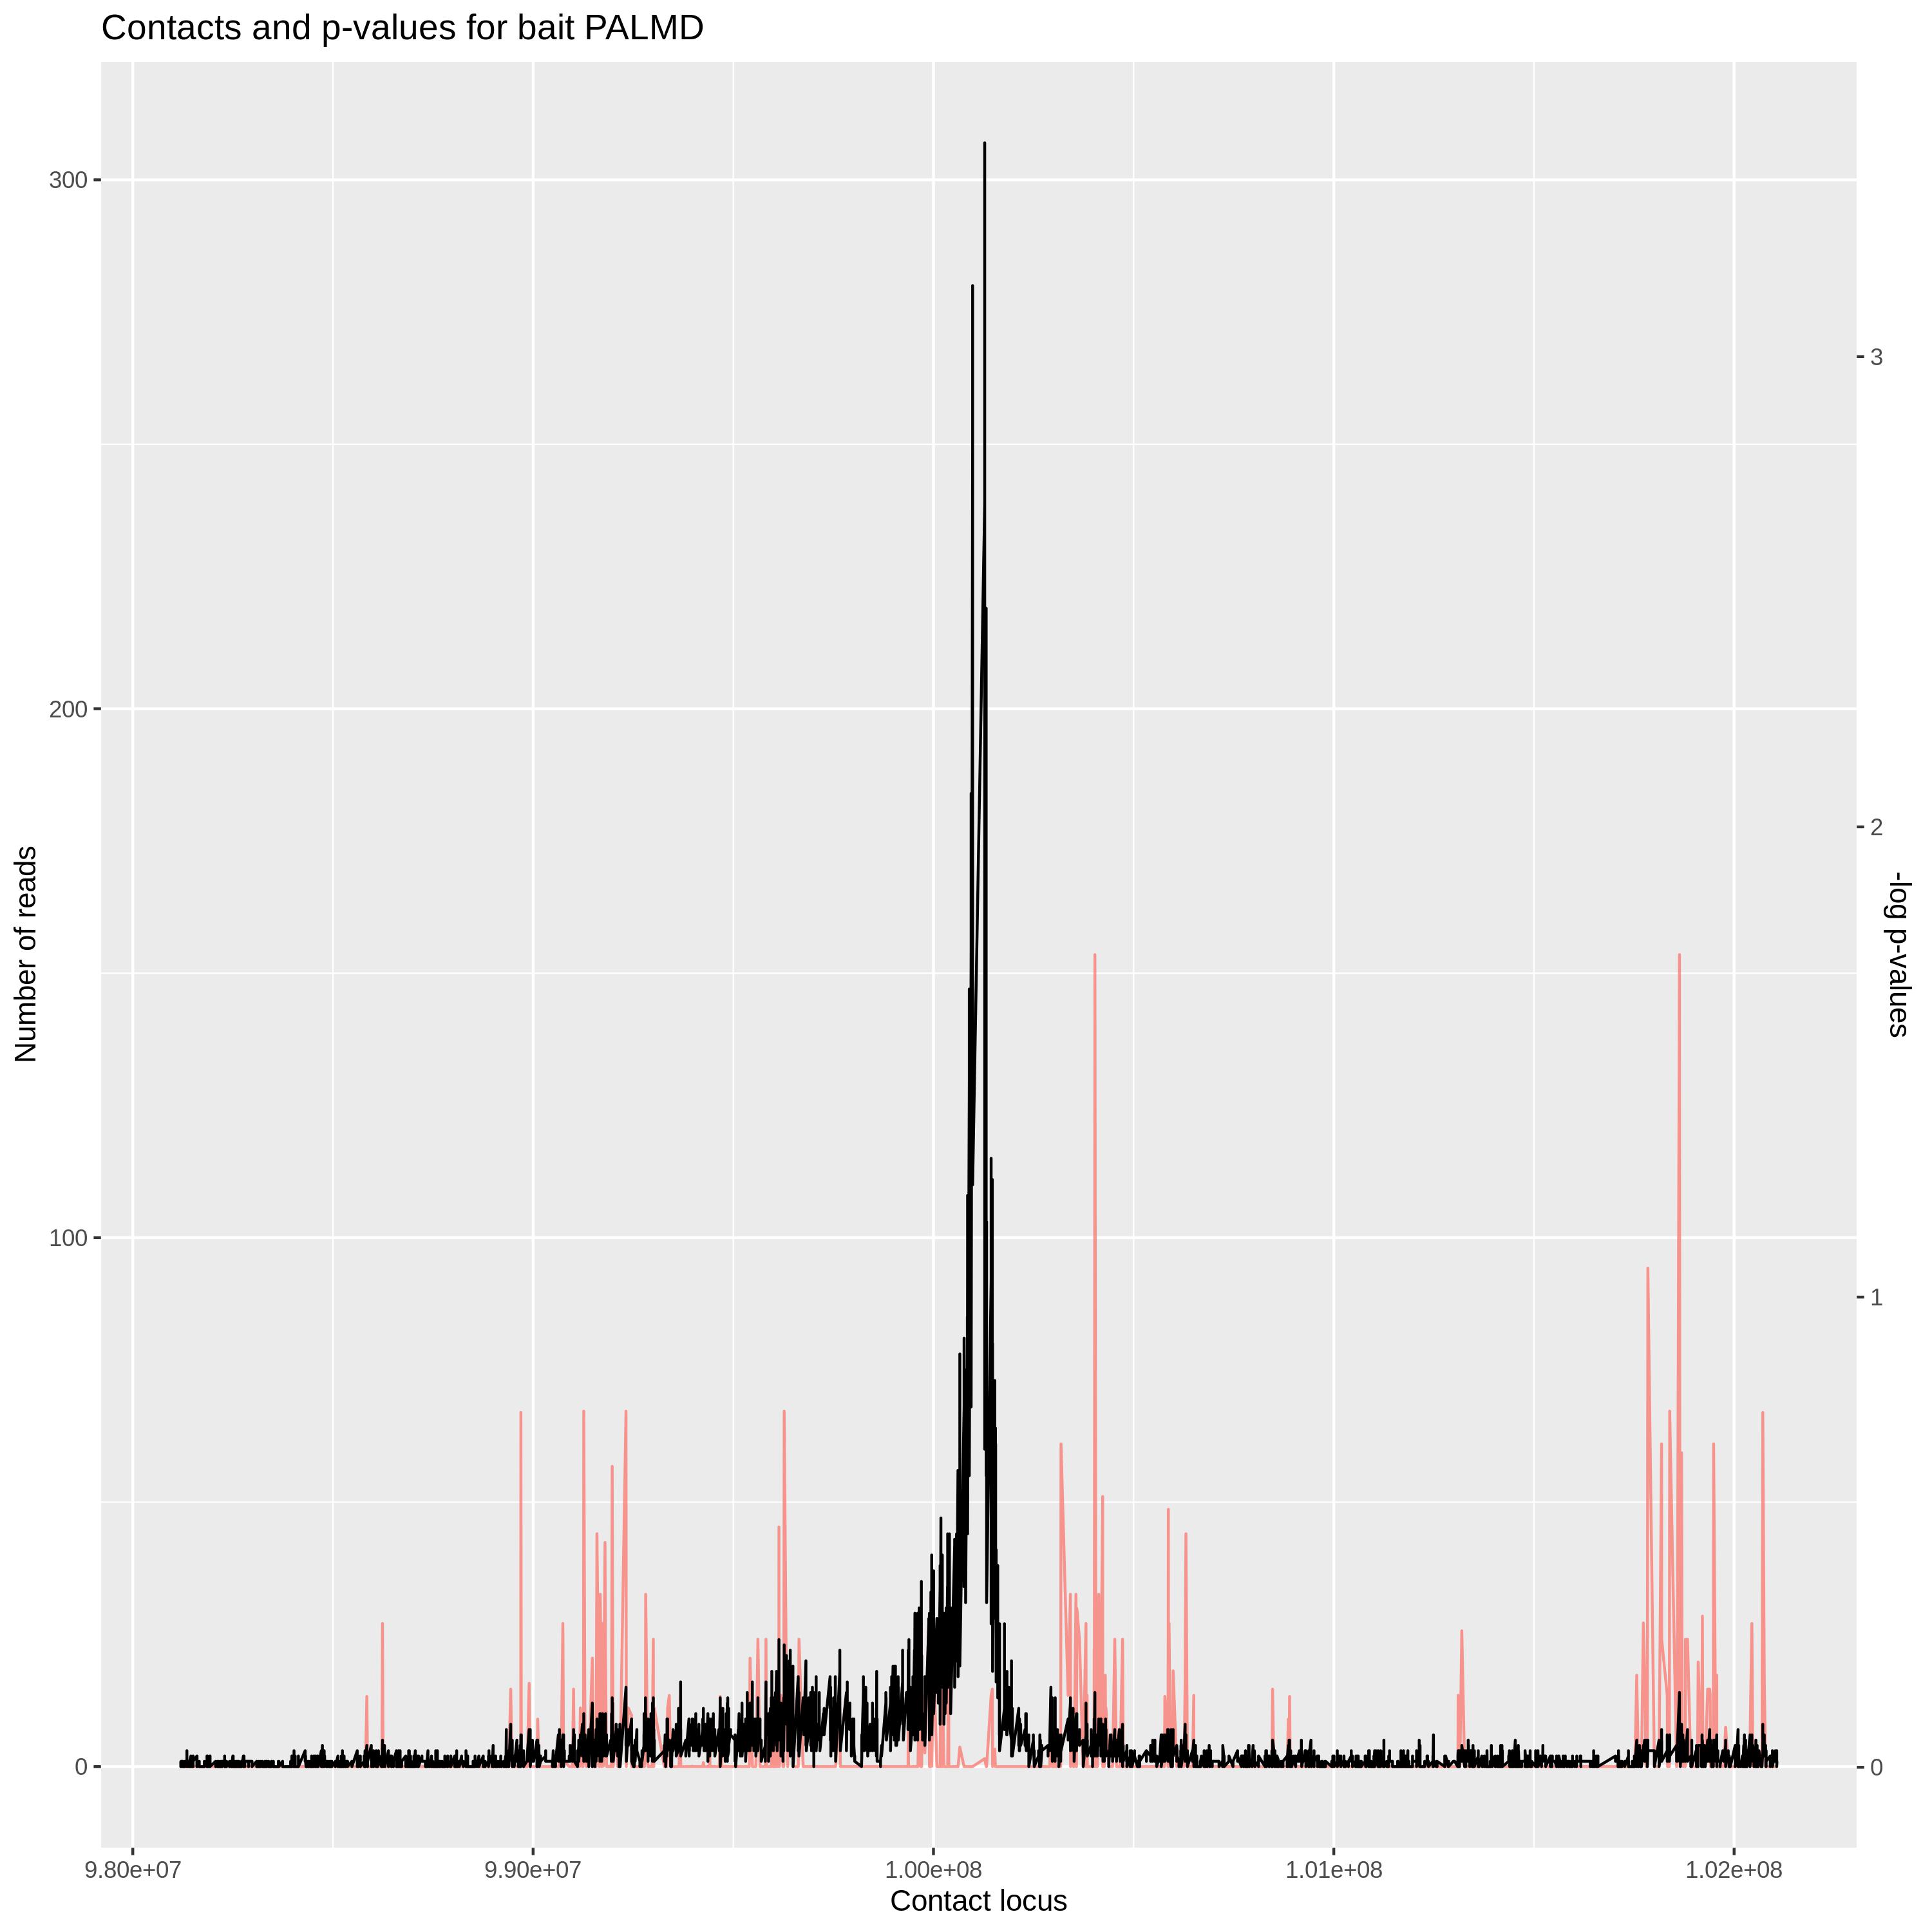 Contacts and p-values for bait PALMD
300
200
100
0
Number of reads
3
2
1
0
-log p-values
9.80e+07
9.90e+07
1.00e+08
1.01e+08
1.02e+08
Contact locus